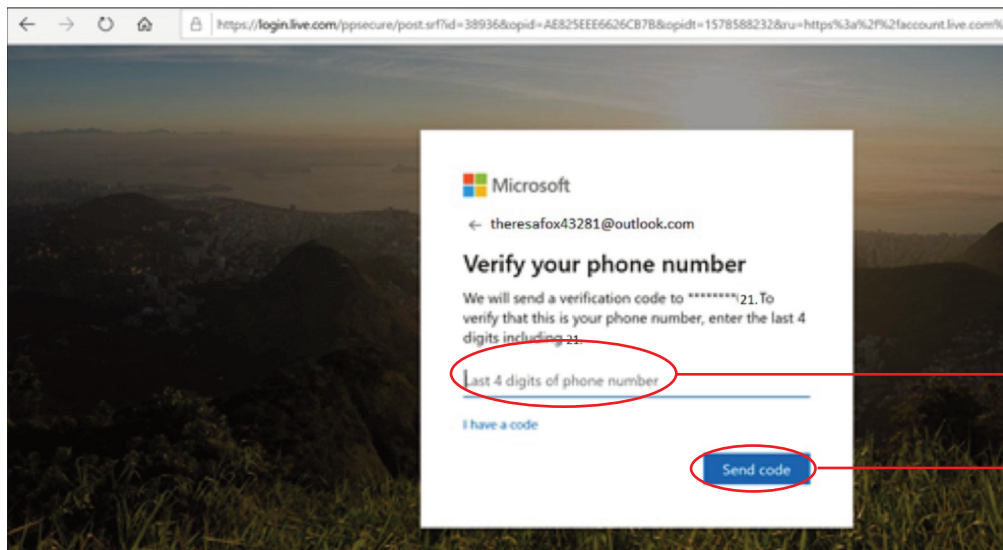 https://login.live.com/ppsecure/post.srf?id=38936&opid=AE825EEE6626CB7B&opidt=1578588232&ru=https%3a%2f%2faccount.live.com%
Microsoft
← theresafox43281@outlook.com
Verify your phone number
We will send a verification code to ********21. To
verify that this is your phone number, enter the last 4
digits including 21.
Last 4 digits of phone number
I have a code
Send code